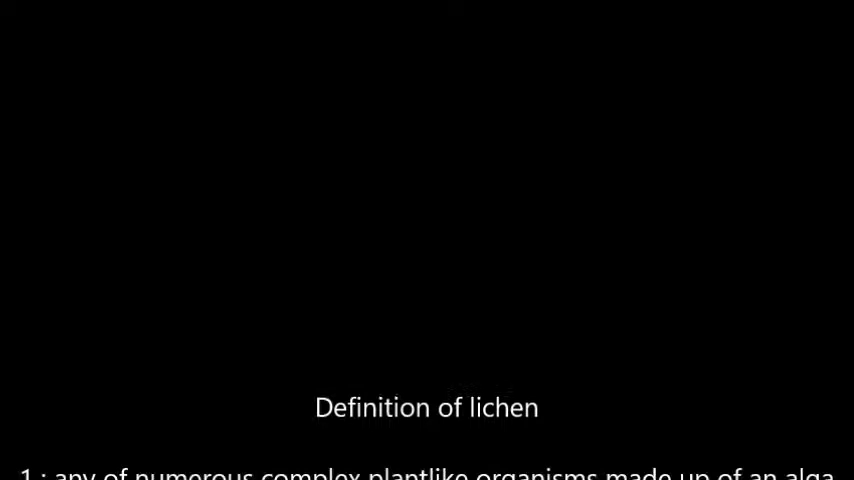 Definition of lichen
1 : any of numerous complex plantlike organisms made up of an alga